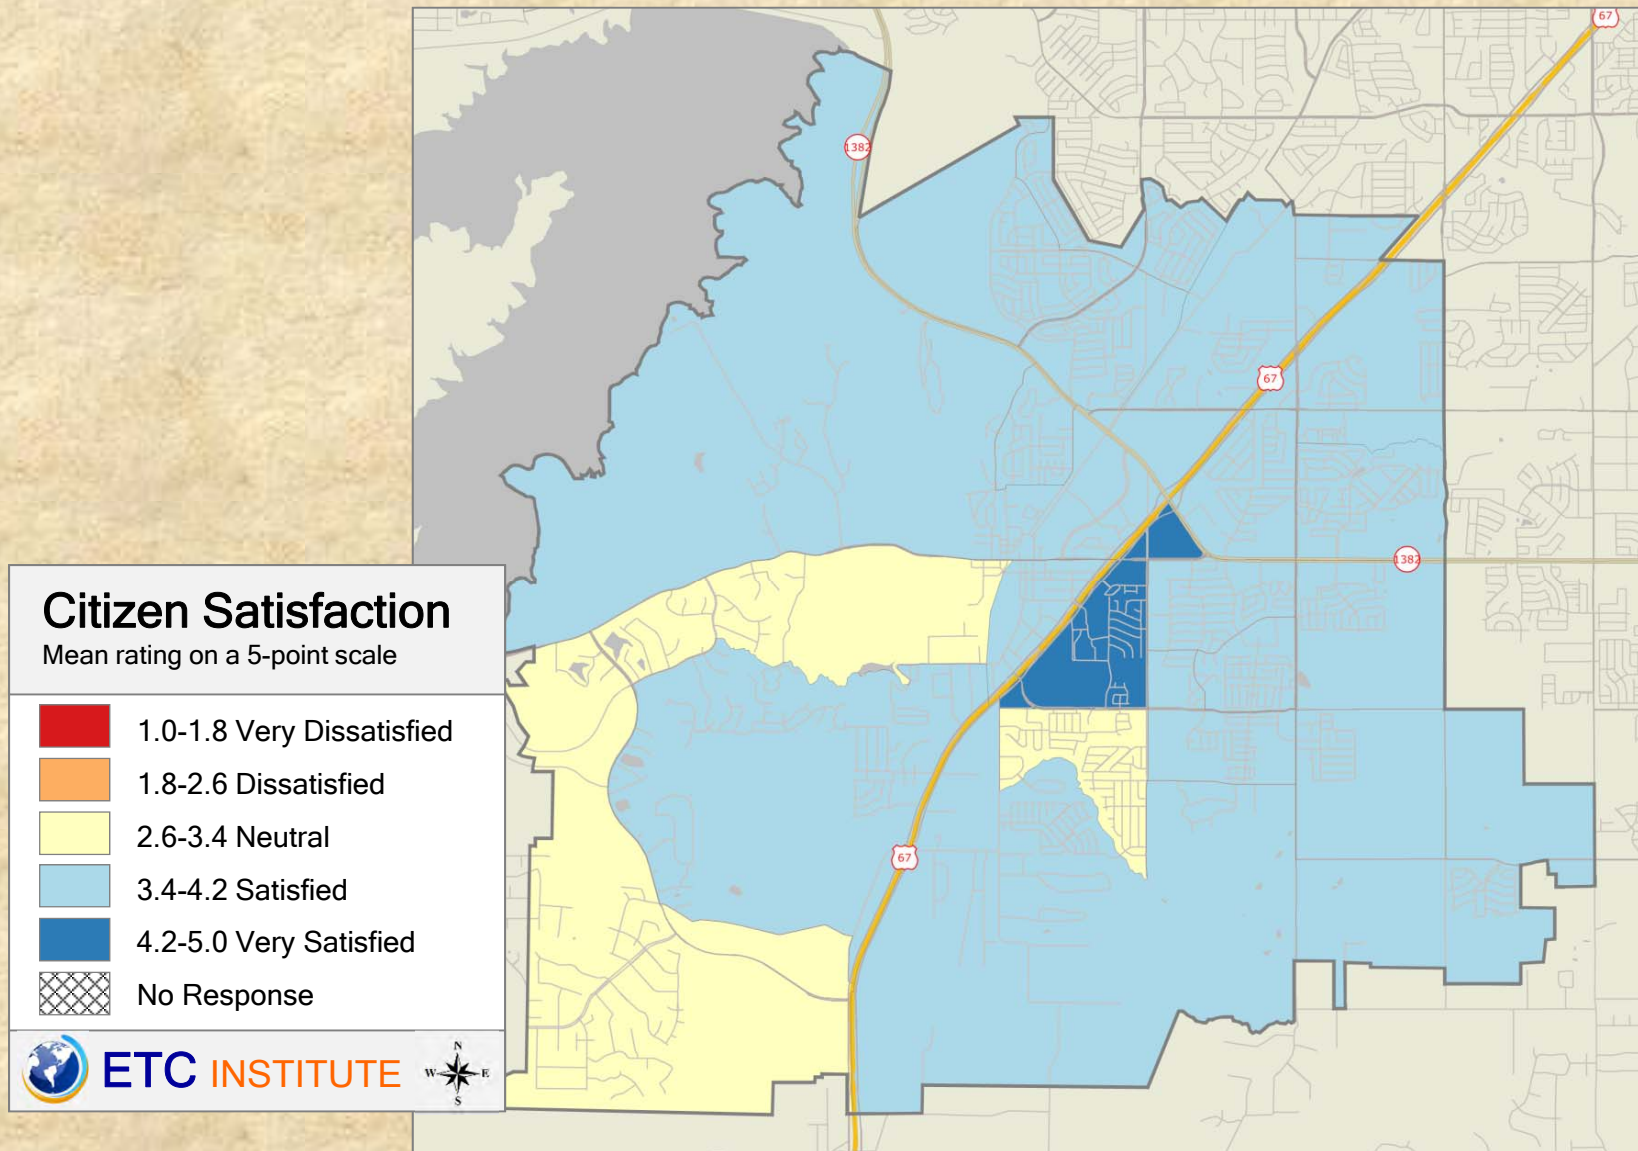 67
1382
67
1382
67
Citizen Satisfaction
Mean rating on a 5-point scale
1.0-1.8 Very Dissatisfied
1.8-2.6 Dissatisfied
2.6-3.4 Neutral
3.4-4.2 Satisfied
4.2-5.0 Very Satisfied
No Response
ETC INSTITUTE
N
W E
S